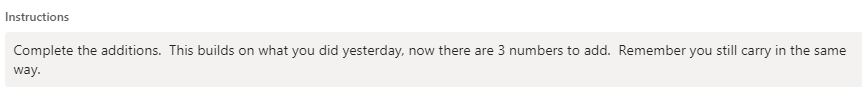 Instructions
Complete the additions.  This builds on what you did yesterday, now there are 3 numbers to add.  Remember you still carry in the same
way.